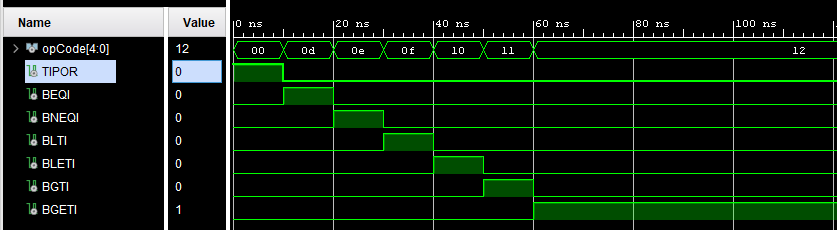 Name Value 0 ns 20 ns 40 ns 60 ns 80 ns 100 ns
opCode[4:0] 12 00 0d 0e 0f 10 11 12
TIPOR 0
BEQI 0
BNEQI 0
BLTI 0
BLETI 0
BGTI 0
BGETI 1